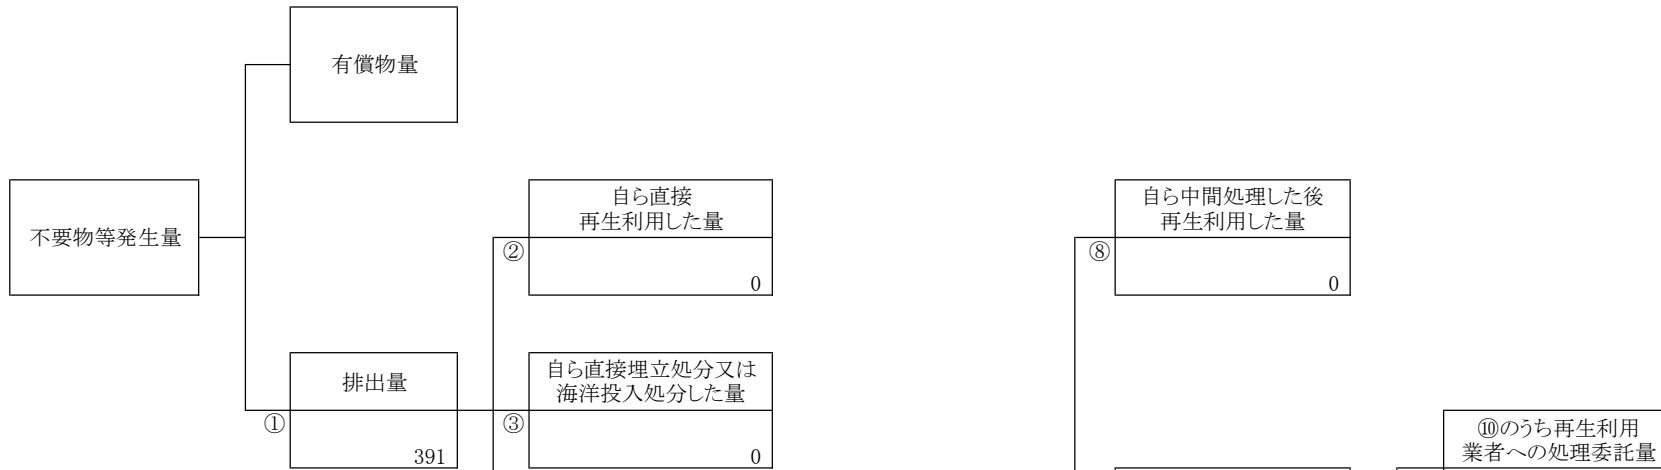 有償物量
不要物等発生量
自ら直接
再生利用した量
②
0
自ら中間処理した後
再生利用した量
⑧
0
排出量
①
391
自ら直接埋立処分又は
海洋投入処分した量
③
0
⑩のうち再生利用
業者への処理委託量